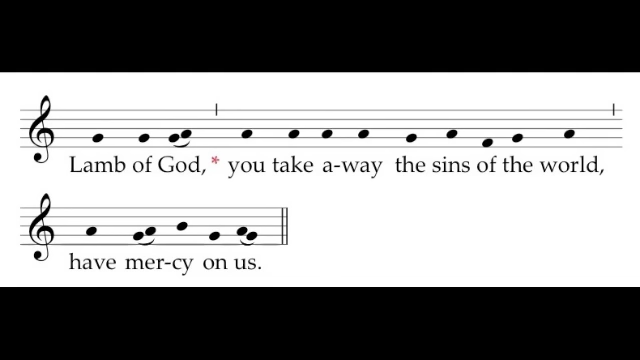 Lamb of God, * you take a-way the sins of the world,
have mer-cy on us.